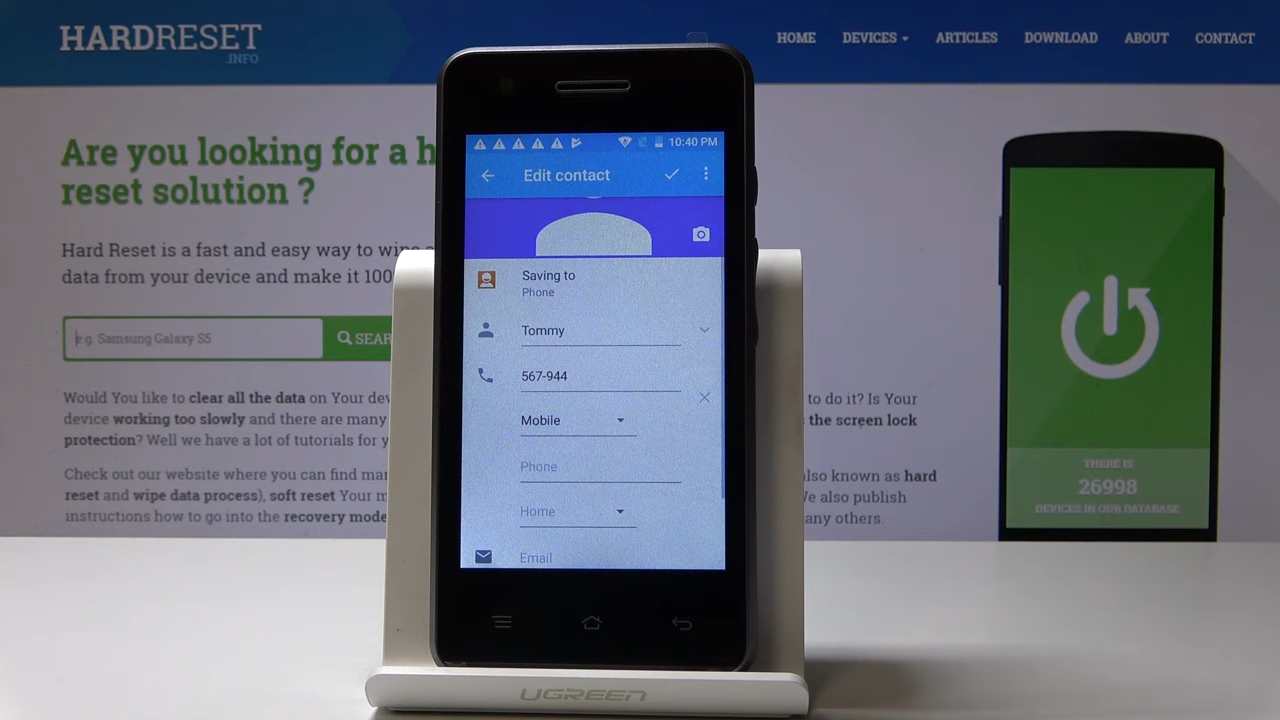 HARDRESET
.INFO
HOME DEVICES ARTICLES DOWNLOAD ABOUT CONTACT
Are you looking for a h
reset solution ?
Hard Reset is a fast and easy way to wipe a
data from your device and make it 100
e.g. Samsung Galaxy S5
SEAR
Would You like to clear all the data on Your dev
device working too slowly and there are many
protection? Well we have a lot of tutorials for y
to do it? Is Your
the screen lock
Check out our website where you can find mar
reset and wipe data process), soft reset Your m
instructions how to go into the recovery mode
also known as hard
We also publish
any others.
THERE IS
26998
DEVICES IN OUR DATABASE
10:40 PM
Edit contact
Saving to
Phone
Tommy
567-944
Mobile
Phone
Home
Email
UGREEN